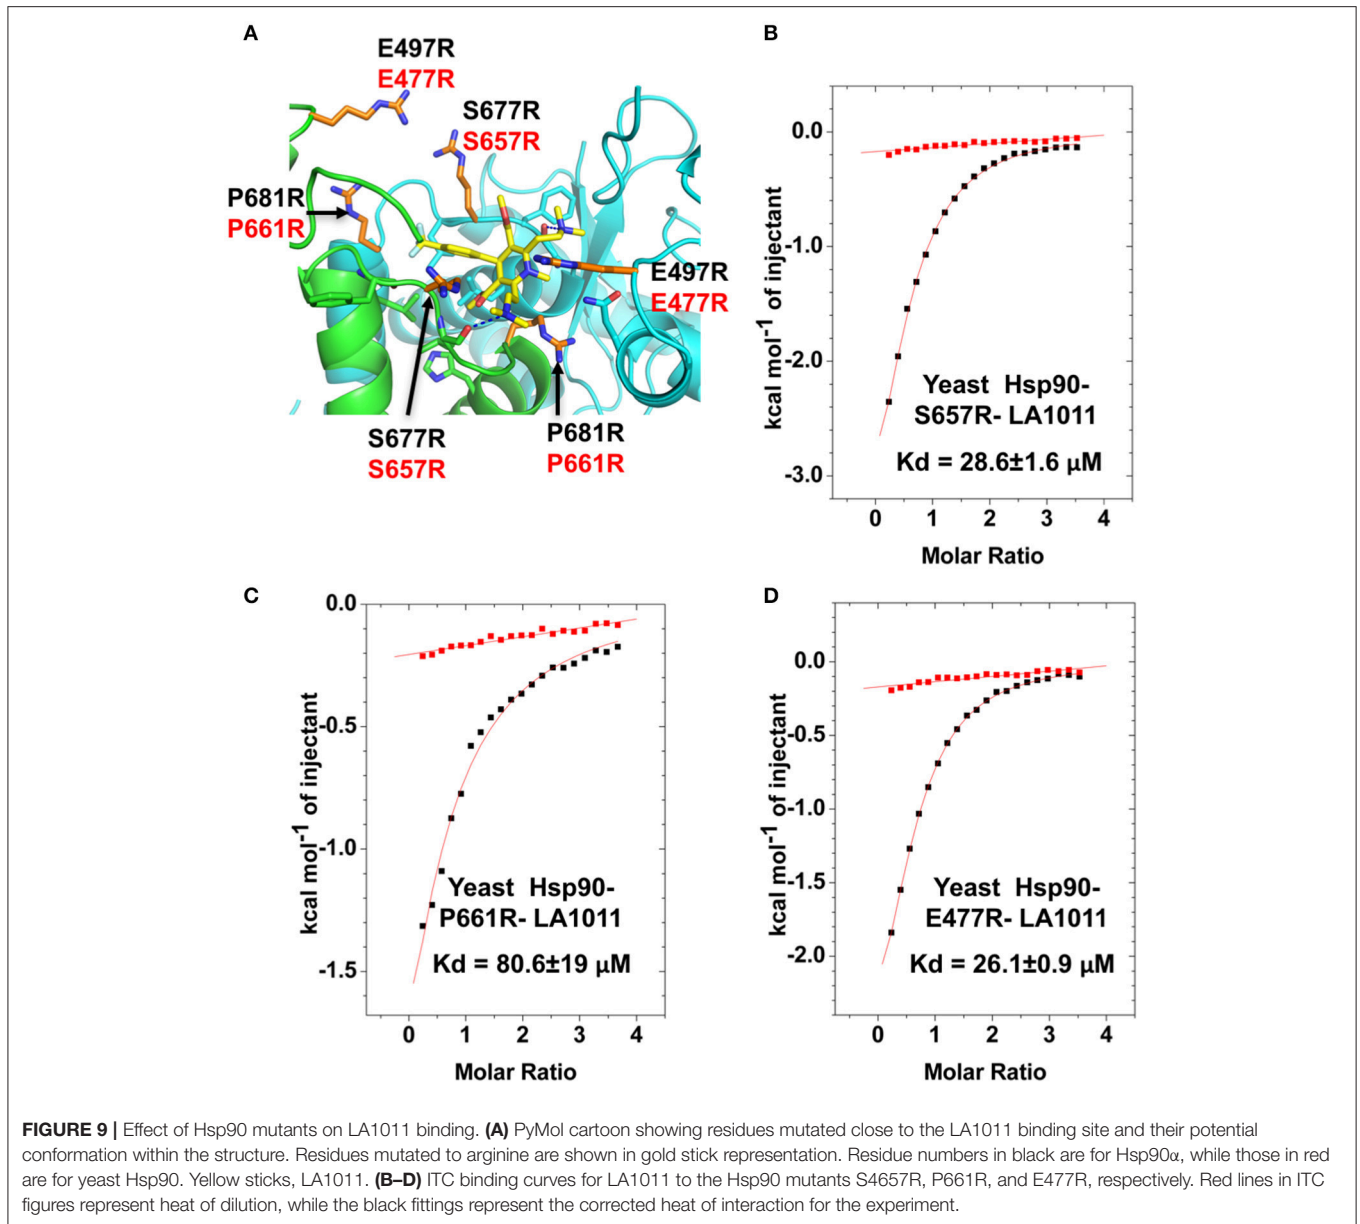 A
E497R
E477R
S677R
S657R
P681R
P661R
E497R
E477R
S677R
S657R
P681R
P661R
B
0.0
-1.0
-2.0
-3.0
kcal mol-1 of injectant
Yeast Hsp90-
S657R- LA1011
Kd = 28.6±1.6 µM
0 1 2 3 4
Molar Ratio
C
0.0
-0.5
-1.0
-1.5
kcal mol-1 of injectant
Yeast Hsp90-
P661R- LA1011
Kd = 80.6±19 µM
0 1 2 3 4
Molar Ratio
D
0.0
-0.5
-1.0
-1.5
-2.0
kcal mol-1 of injectant
Yeast Hsp90-
E477R- LA1011
Kd = 26.1±0.9 µM
0 1 2 3 4
Molar Ratio
FIGURE 9 | Effect of Hsp90 mutants on LA1011 binding. (A) PyMol cartoon showing residues mutated close to the LA1011 binding site and their potential
conformation within the structure. Residues mutated to arginine are shown in gold stick representation. Residue numbers in black are for Hsp90α, while those in red
are for yeast Hsp90. Yellow sticks, LA1011. (B–D) ITC binding curves for LA1011 to the Hsp90 mutants S4657R, P661R, and E477R, respectively. Red lines in ITC
figures represent heat of dilution, while the black fittings represent the corrected heat of interaction for the experiment.